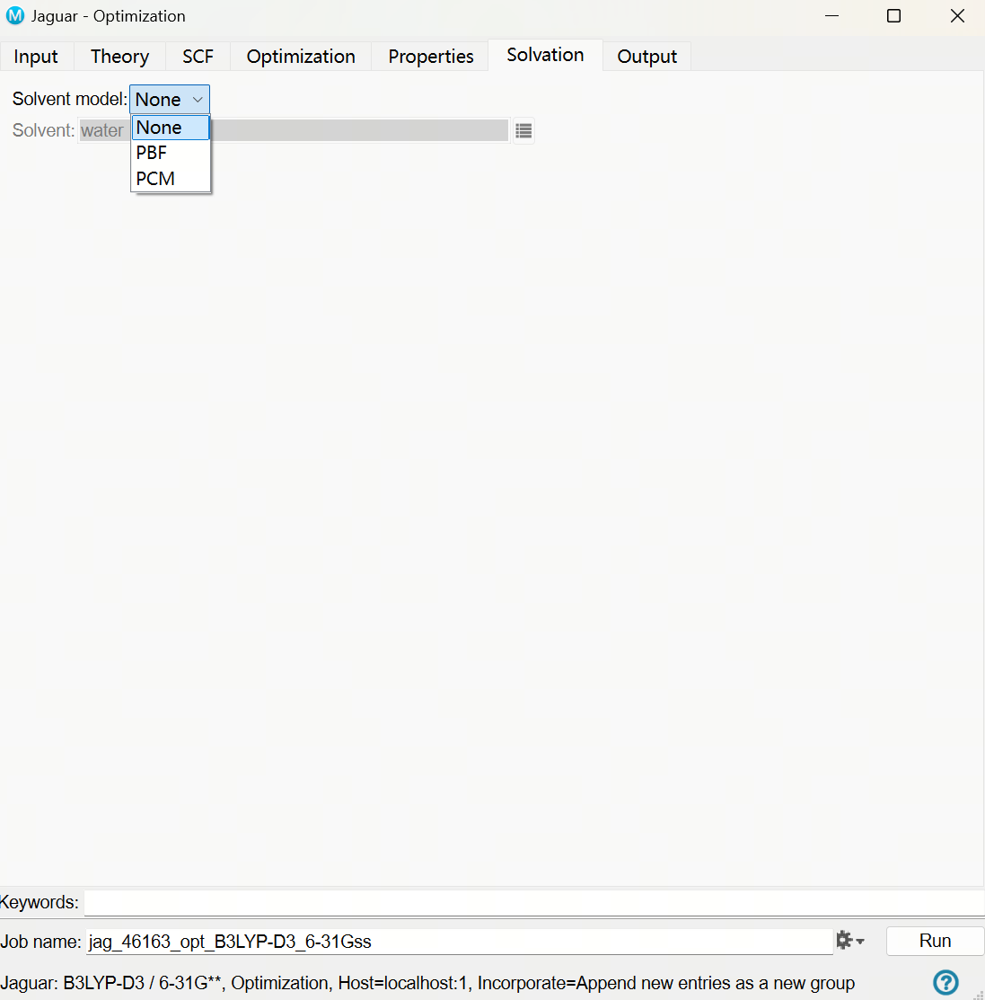 M Jaguar - Optimization
Input Theory SCF Optimization Properties Solvation Output
Solvent model: None
Solvent: water
None
PBF
PCM
Keywords:
Job name: jag_46163_opt_B3LYP-D3_6-31Gss Run
Jaguar: B3LYP-D3 / 6-31G**, Optimization, Host=localhost:1, Incorporate=Append new entries as a new group ?